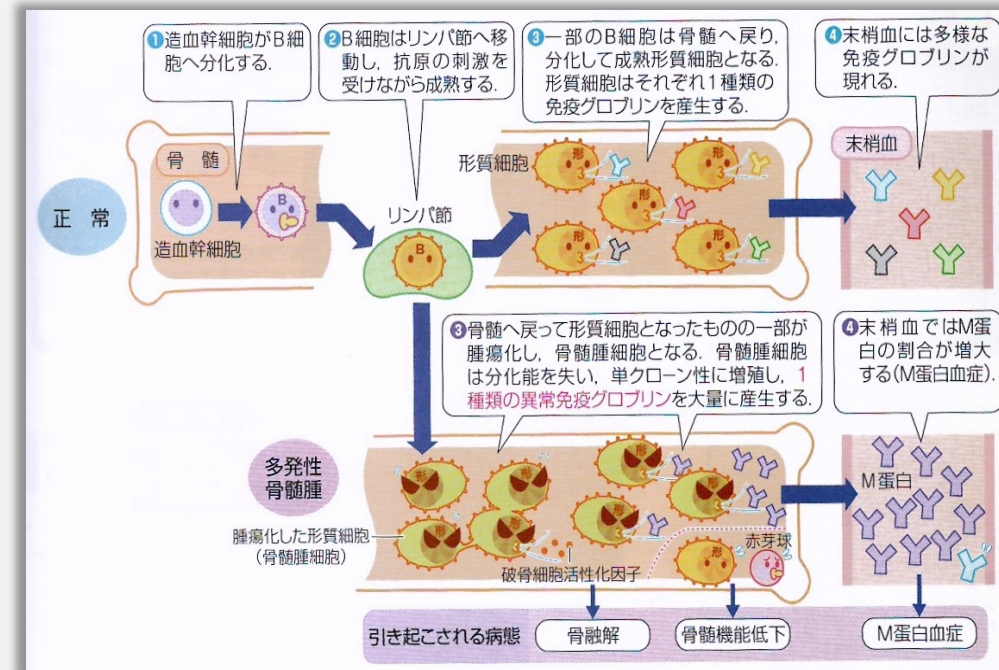 ❶造血幹細胞がB細
胞へ分化する.
❷B細胞はリンパ節へ移
動し, 抗原の刺激を
受けながら成熟する.
❸一部のB細胞は骨髄へ戻り,
分化して成熟形質細胞となる.
形質細胞はそれぞれ1種類の
免疫グロブリンを産生する.
❹末梢血には多様な
免疫グロブリンが
現れる.
正 常
骨 髄
造血幹細胞
B
リンパ節
B
形質細胞
形
形
形
形
形
末梢血
❸骨髄へ戻って形質細胞となったものの一部が
腫瘍化し, 骨髄腫細胞となる. 骨髄腫細胞
は分化能を失い, 単クローン性に増殖し, 1
種類の異常免疫グロブリンを大量に産生する.
❹末梢血ではM蛋
白の割合が増大
する(M蛋白血症).
多発性
骨髄腫
腫瘍化した形質細胞
(骨髄腫細胞)
形
形
形
形
形
形
形
破骨細胞活性化因子
赤芽球
M蛋白
引き起こされる病態
骨融解
骨髄機能低下
M蛋白血症